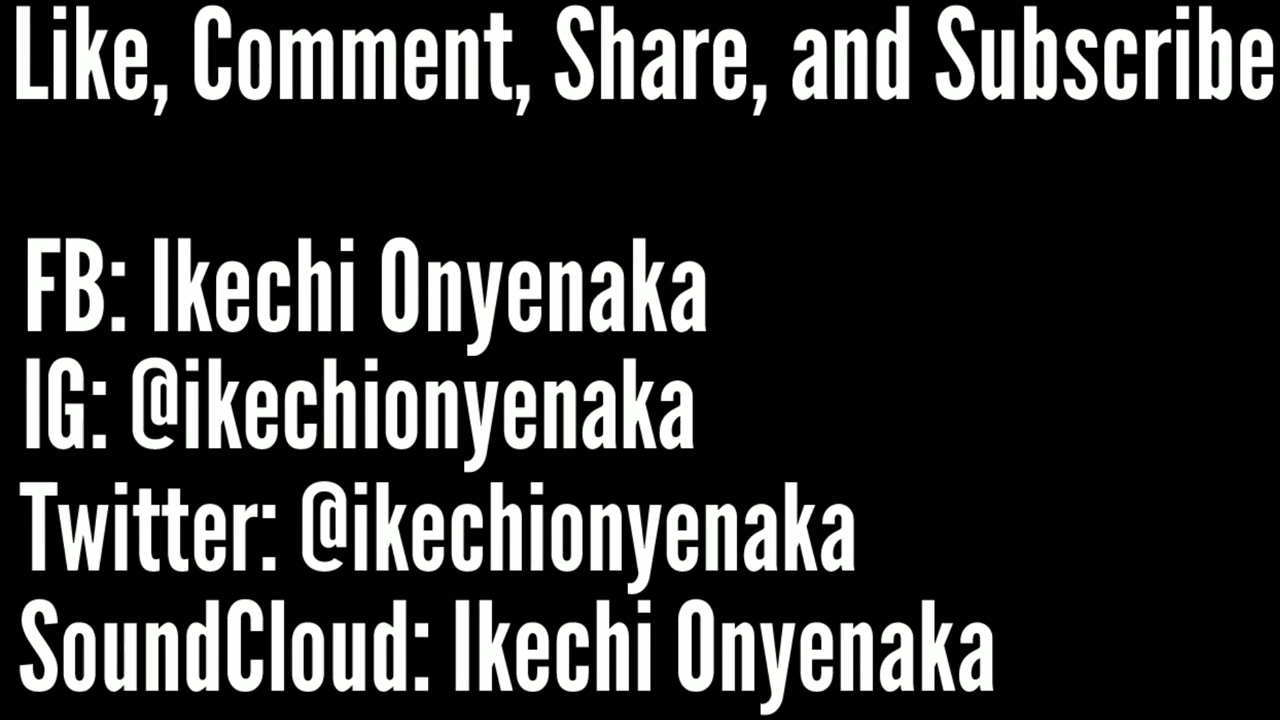 Like, Comment, Share, and Subscribe
FB: Ikechi Onyenaka
IG: @ikechionyenaka
Twitter: @ikechionyenaka
SoundCloud: Ikechi Onyenaka